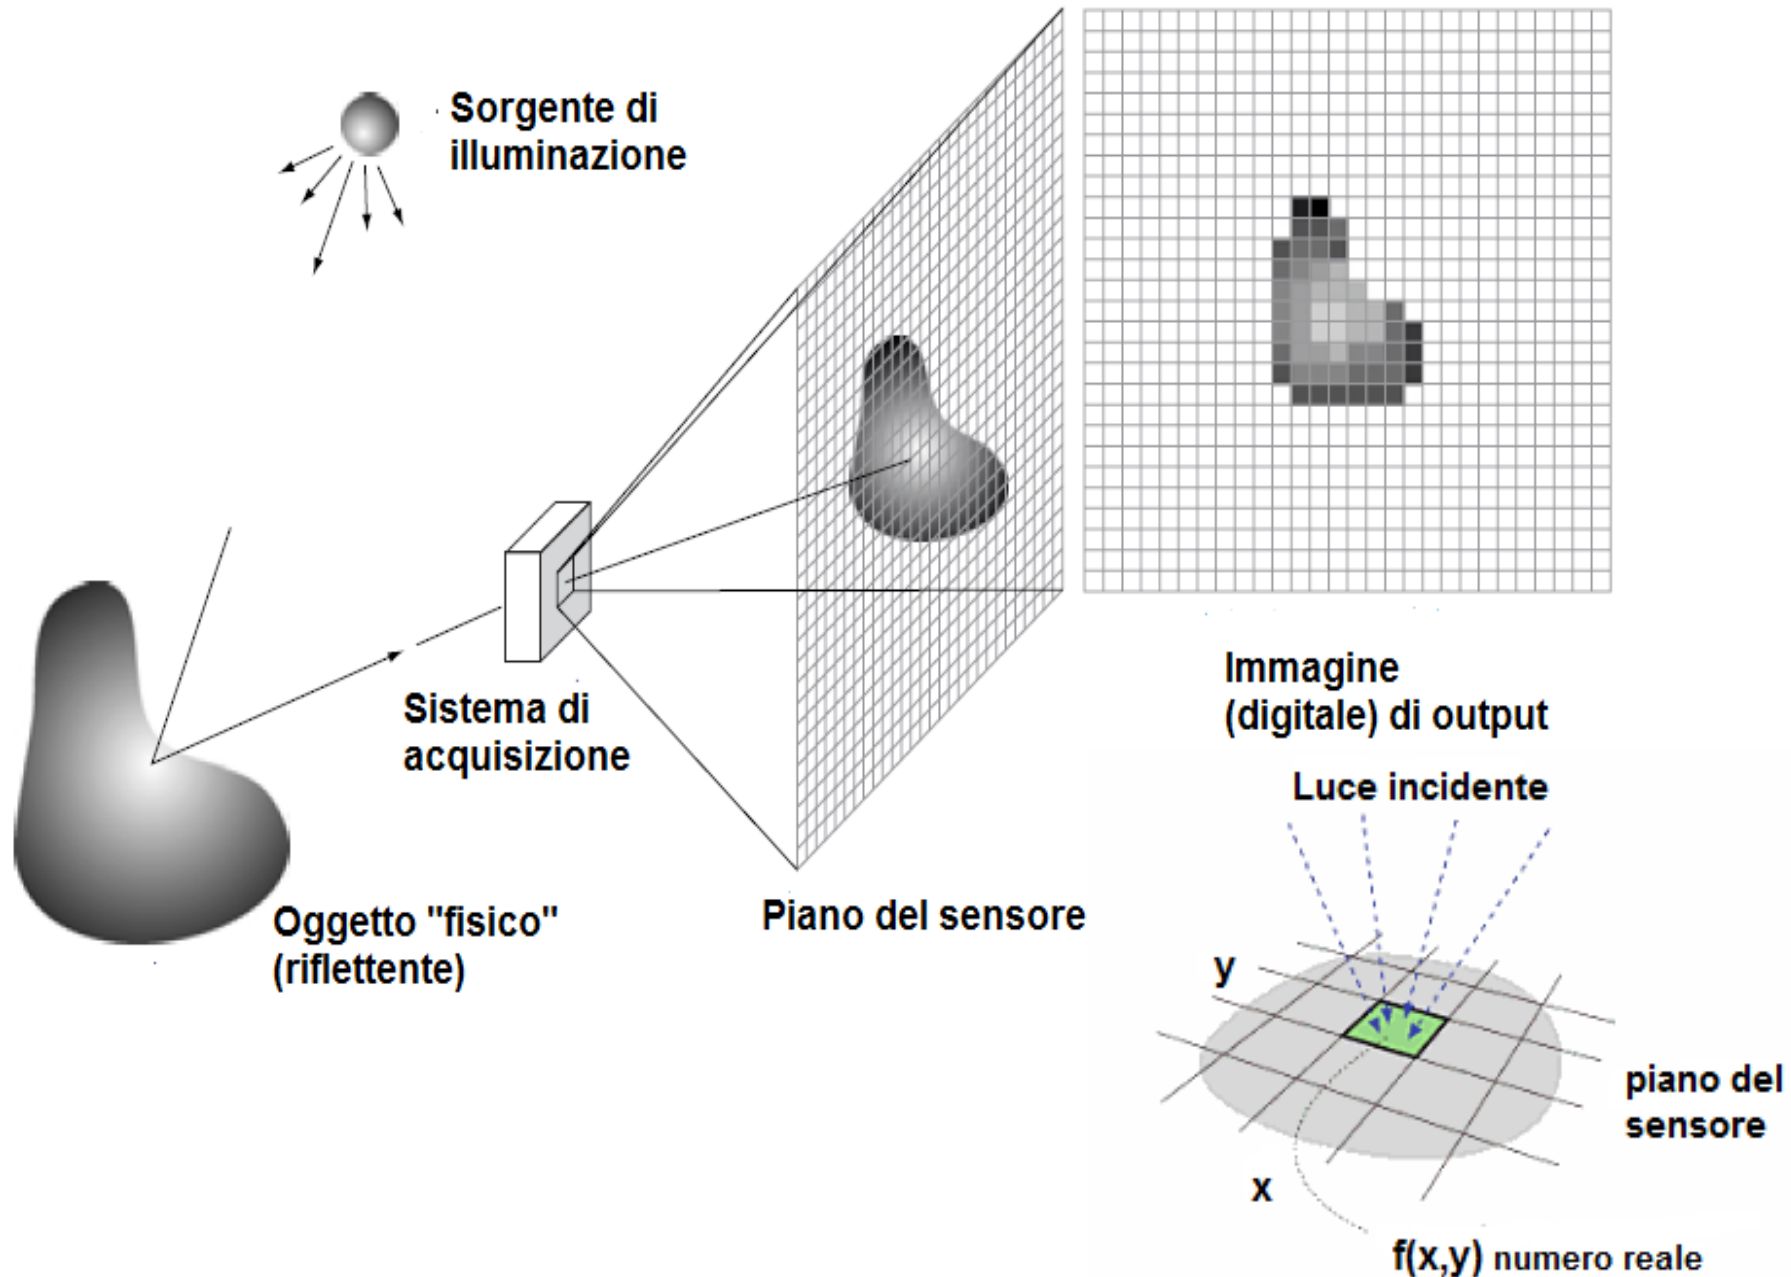 Sorgente di
illuminazione
Sistema di
acquisizione
Oggetto "fisico"
(riflettente)
Piano del sensore
Immagine
(digitale) di output
Luce incidente
y
x
piano del
sensore
f(x,y) numero reale